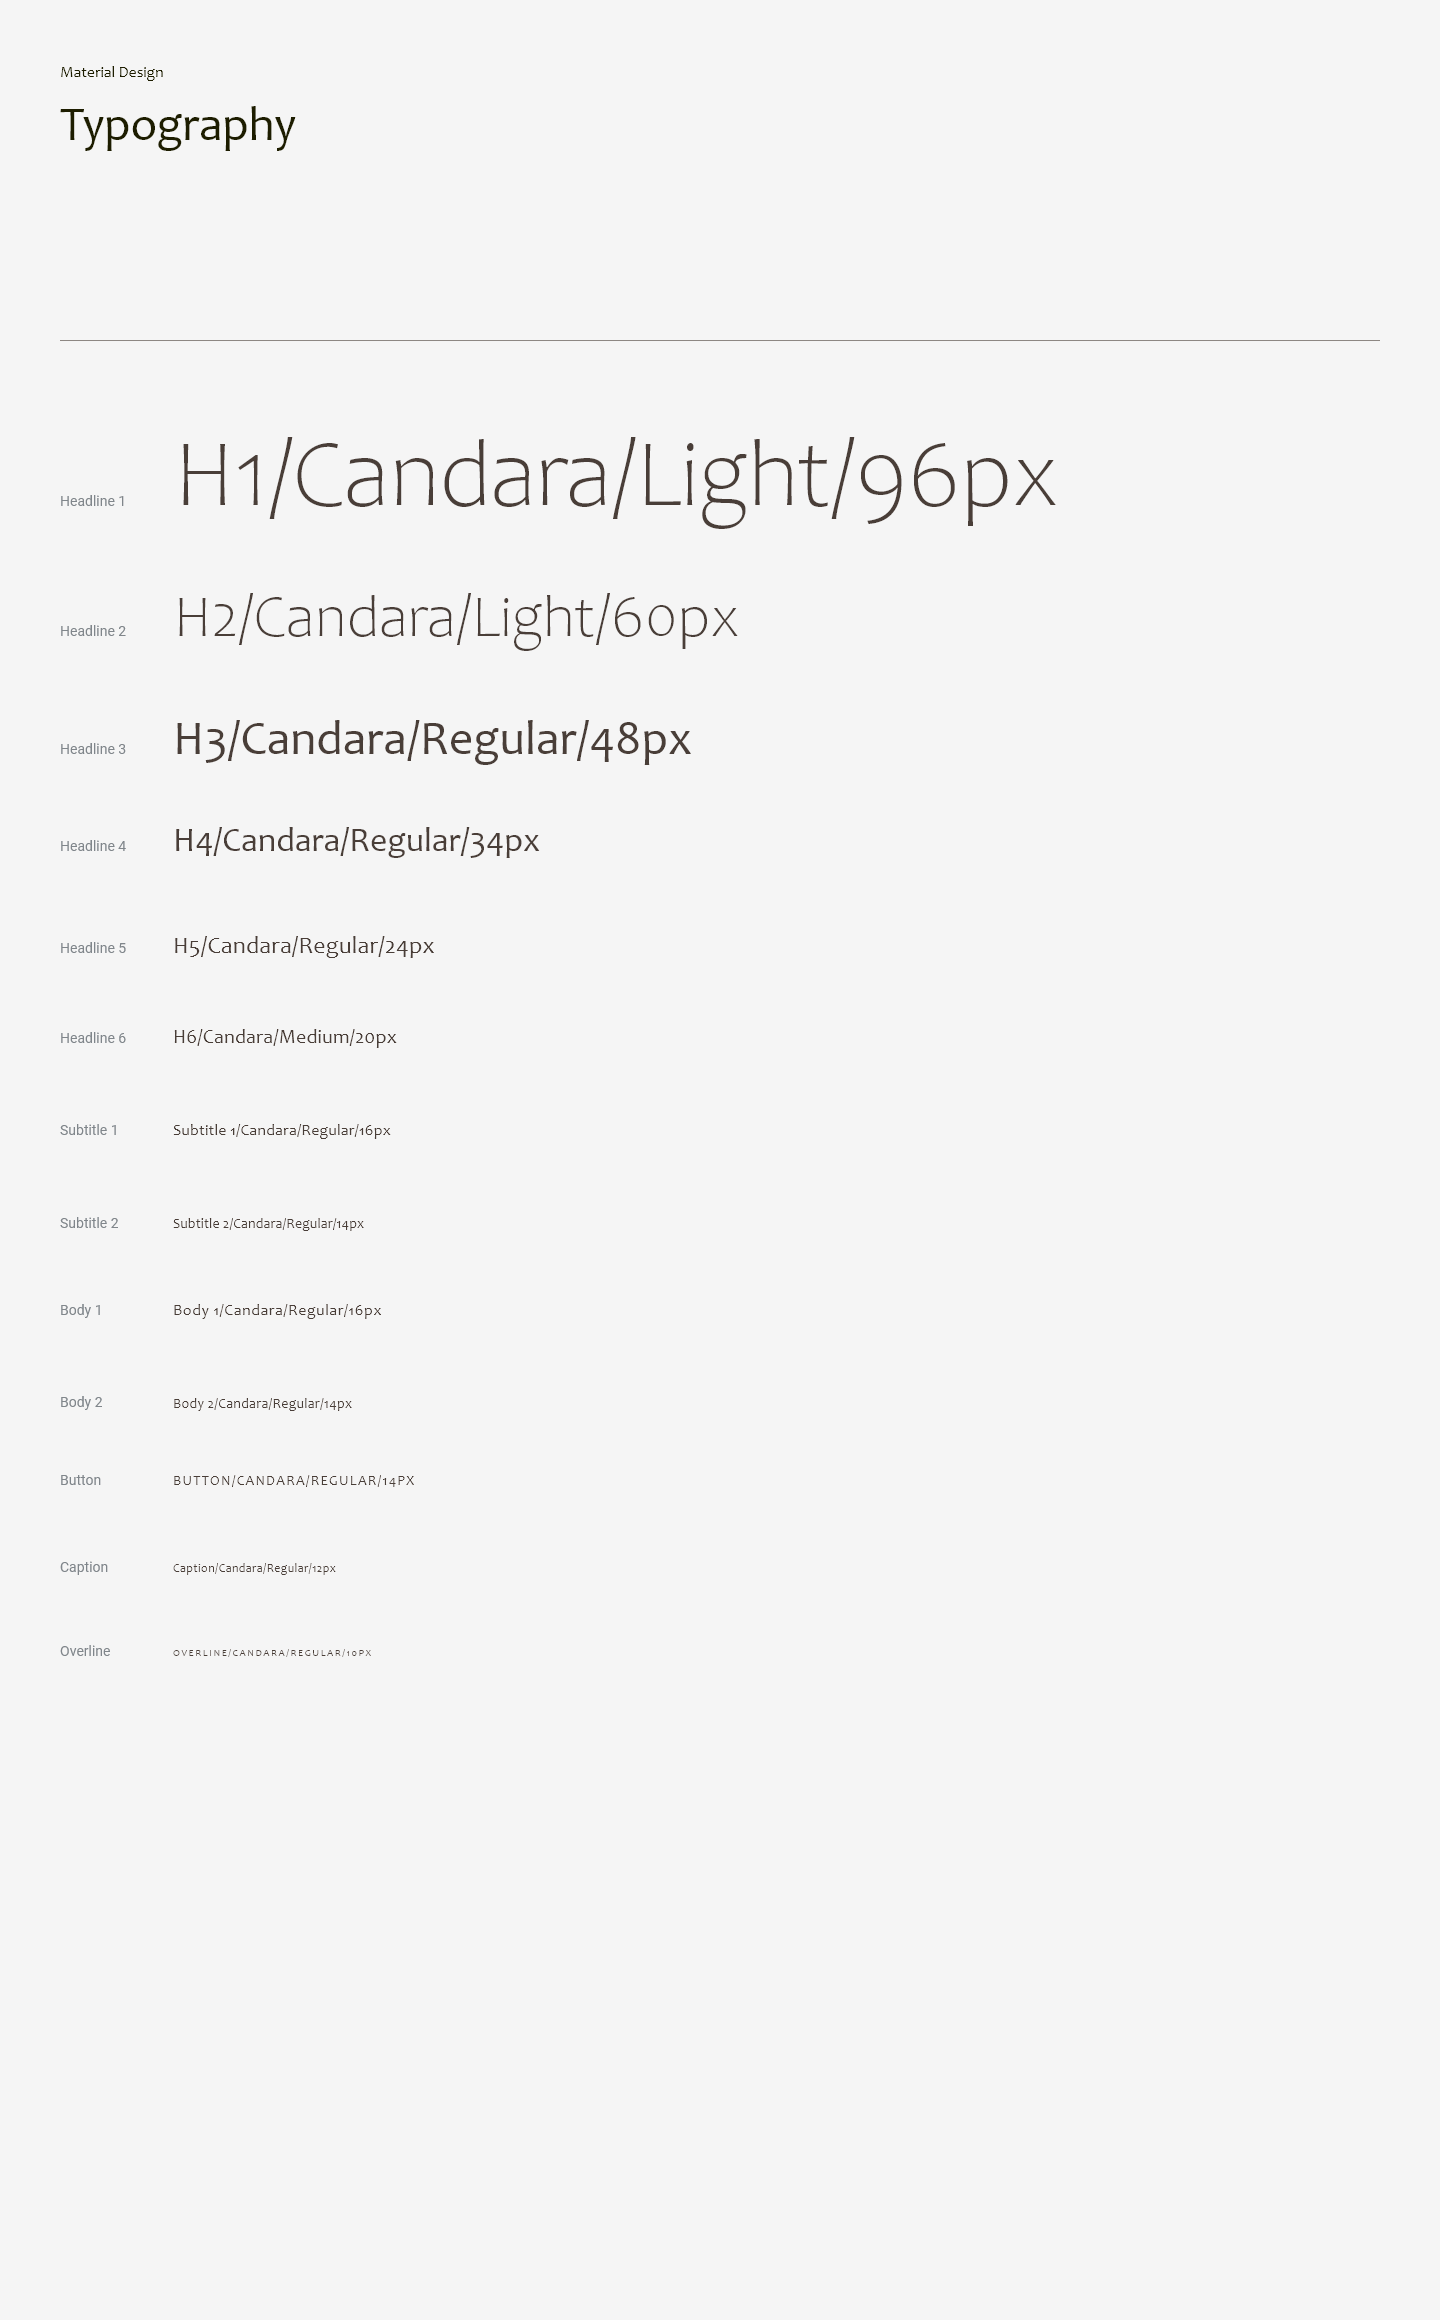 Material Design
Typography
Headline 1 H1/Candara/Light/96px
Headline 2 H2/Candara/Light/60px
Headline 3 H3/Candara/Regular/48px
Headline 4 H4/Candara/Regular/34px
Headline 5 H5/Candara/Regular/24px
Headline 6 H6/Candara/Medium/20px
Subtitle 1 Subtitle 1/Candara/Regular/16px
Subtitle 2 Subtitle 2/Candara/Regular/14px
Body 1 Body 1/Candara/Regular/16px
Body 2 Body 2/Candara/Regular/14px
Button BUTTON/CANDARA/REGULAR/14PX
Caption Caption/Candara/Regular/12px
Overline OVERLINE/CANDARA/REGULAR/10PX